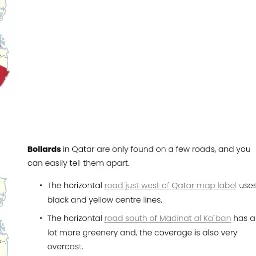 Bollards in Qatar are only found on a few roads, and you
can easily tell them apart.
• The horizontal road just west of Qatar map label uses
black and yellow centre lines.
• The horizontal road south of Madinat al Ka`ban has a
lot more greenery and, the coverage is also very
overcast.